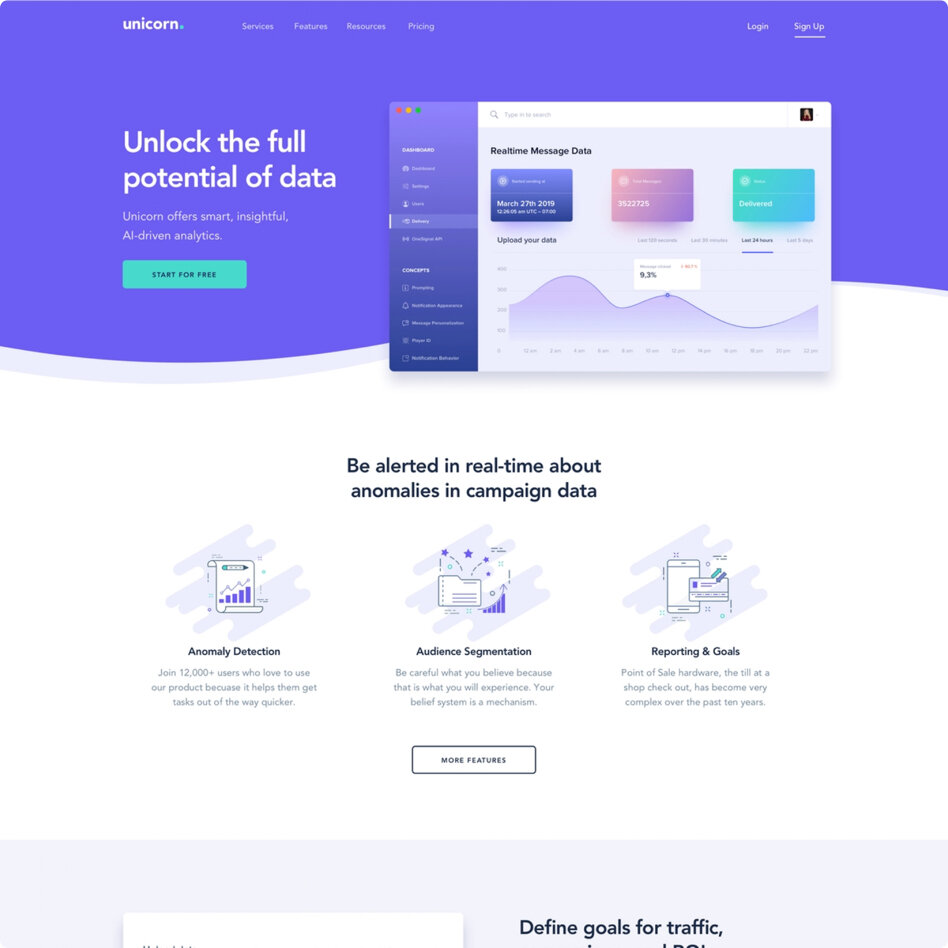 unicorn.
Services Features Resources Pricing
Login Sign Up
Unlock the full
potential of data
Unicorn offers smart, insightful,
AI-driven analytics.
START FOR FREE
Type in to search
DASHBOARD
Dashboard
Settings
Users
Delivery
OneSignal API
CONCEPTS
Prompting
Notification Appearance
Message Personalization
Player ID
Notification Behavior
Realtime Message Data
Started sending at
March 27th 2019
12:26:05 am UTC – 07:00
Total Messages
3522725
Status
Delivered
Upload your data
Last 120 seconds Last 30 minutes Last 24 hours Last 5 days
9,3%
400
300
200
100
0 12 am 2 am 4 am 6 am 8 am 10 am 12 pm 14 pm 16 pm 18 pm 20 pm 22 pm
Be alerted in real-time about
anomalies in campaign data
Anomaly Detection
Join 12,000+ users who love to use
our product becuase it helps them get
tasks out of the way quicker.
Audience Segmentation
Be careful what you believe because
that is what you will experience. Your
belief system is a mechanism.
Reporting & Goals
Point of Sale hardware, the till at a
shop check out, has become very
complex over the past ten years.
MORE FEATURES
Define goals for traffic,